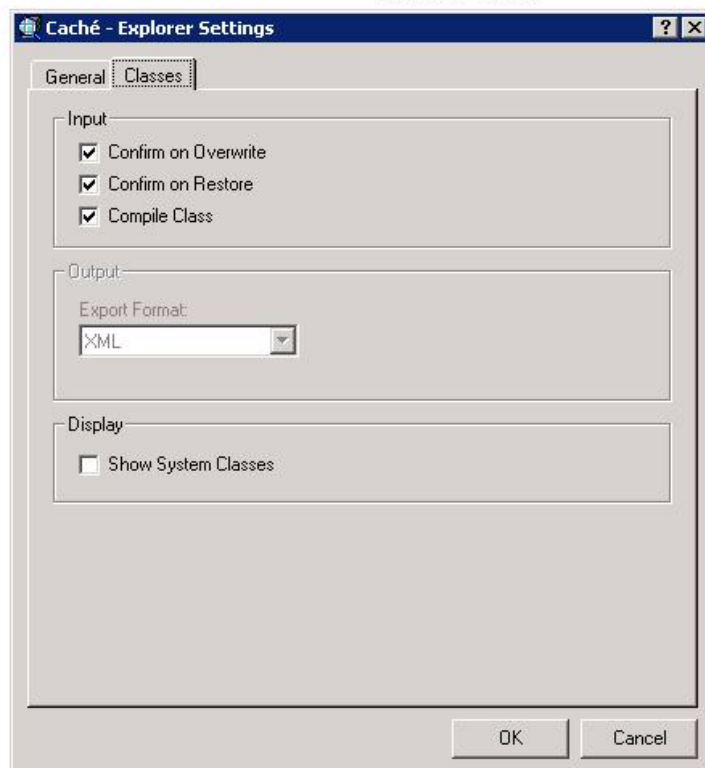 Caché - Explorer Settings
General
Classes
Input
Confirm on Overwrite
Confirm on Restore
Compile Class
Output
Export Format:
XML
Display
Show System Classes
OK
Cancel